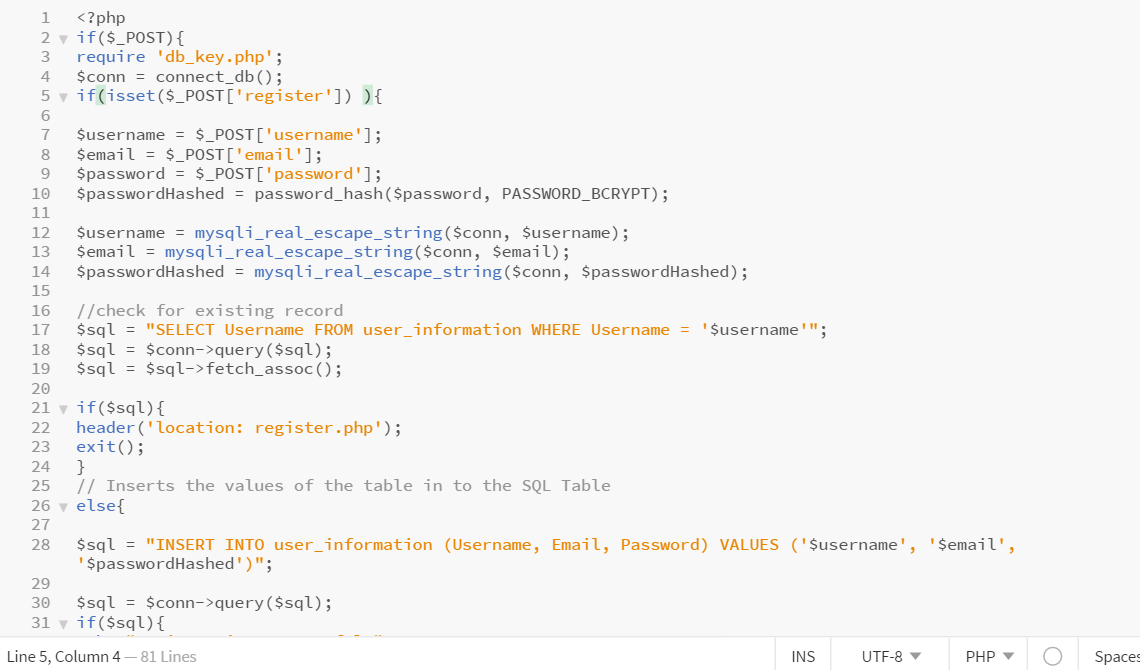 1 <?php
2 if($_POST){
3 require 'db_key.php';
4 $conn = connect_db();
5 if(isset($_POST['register']) ){
6
7 $username = $_POST['username'];
8 $email = $_POST['email'];
9 $password = $_POST['password'];
10 $passwordHashed = password_hash($password, PASSWORD_BCRYPT);
11
12 $username = mysqli_real_escape_string($conn, $username);
13 $email = mysqli_real_escape_string($conn, $email);
14 $passwordHashed = mysqli_real_escape_string($conn, $passwordHashed);
15
16 //check for existing record
17 $sql = "SELECT Username FROM user_information WHERE Username = '$username'";
18 $sql = $conn->query($sql);
19 $sql = $sql->fetch_assoc();
20
21 if($sql){
22 header('location: register.php');
23 exit();
24 }
25 // Inserts the values of the table in to the SQL Table
26 else{
27
28 $sql = "INSERT INTO user_information (Username, Email, Password) VALUES ('$username', '$email',
'$passwordHashed')";
29
30 $sql = $conn->query($sql);
31 if($sql){
Line 5, Column 4 — 81 Lines INS UTF-8 PHP Spaces